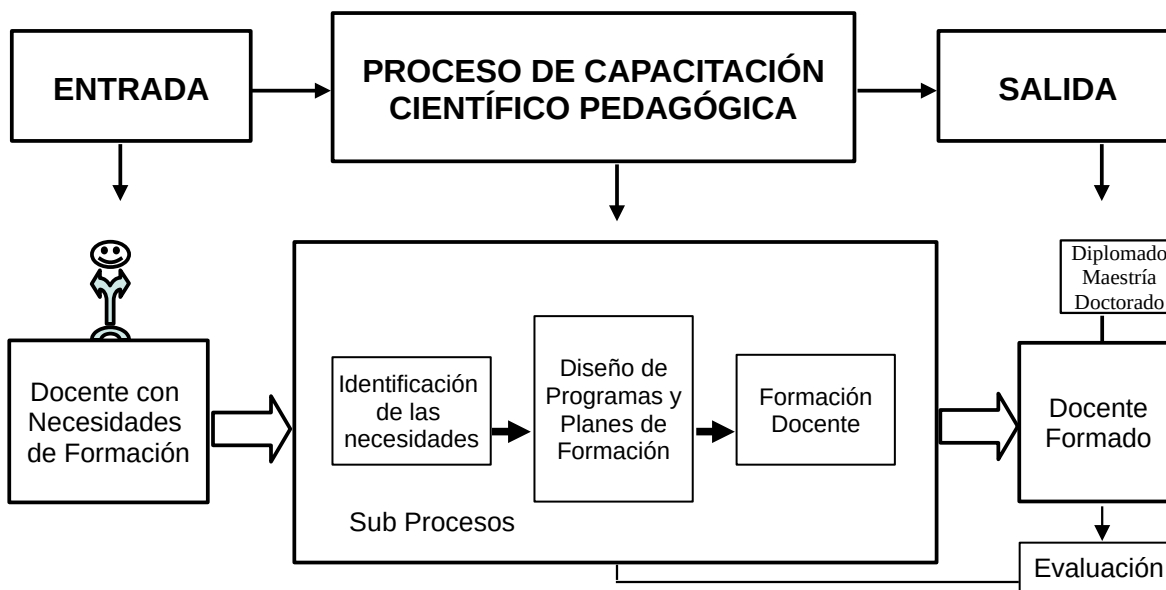 ENTRADA
PROCESO DE CAPACITACIÓN
CIENTÍFICO PEDAGÓGICA
SALIDA
Diplomado
Maestría
Doctorado
Docente con
Necesidades
de Formación
Identificación
de las
necesidades
Diseño de
Programas y
Planes de
Formación
Formación
Docente
Docente
Formado
Sub Procesos
Evaluación